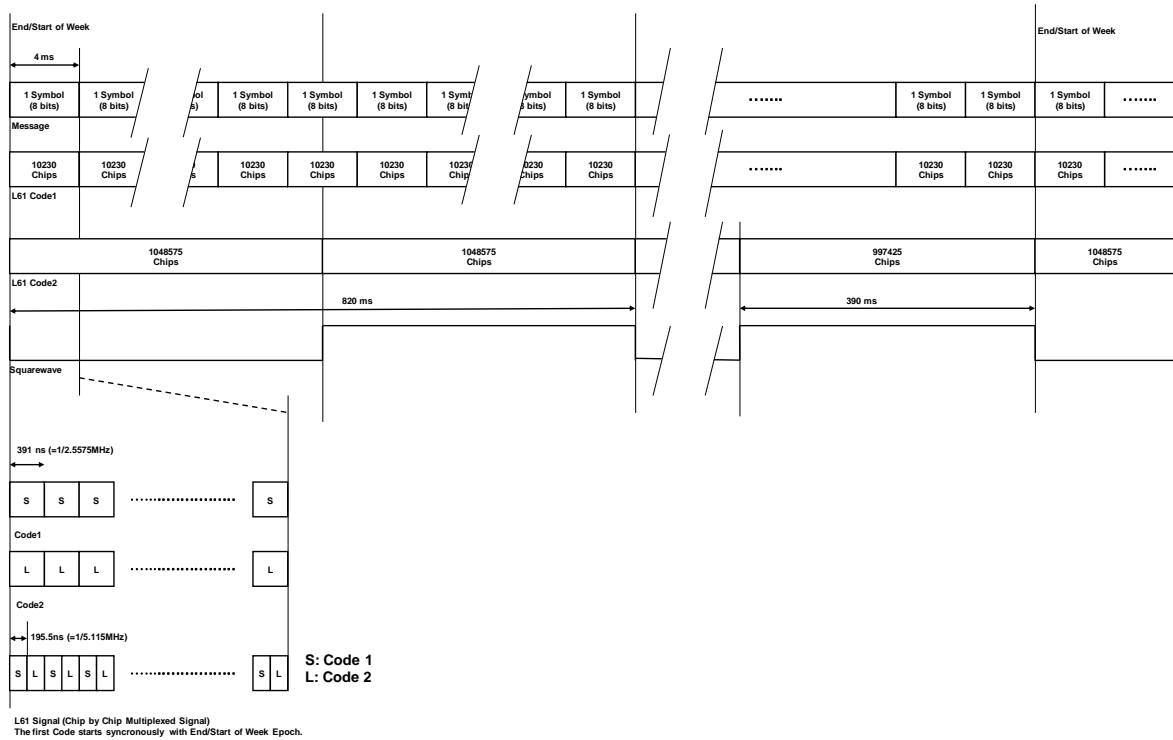 End/Start of Week
End/Start of Week
4 ms
1 Symbol (8 bits)
1 Symbol (8 bits)
1 Symbol (8 bits)
1 Symbol (8 bits)
1 Symbol (8 bits)
1 Symbol (8 bits)
1 Symbol (8 bits)
.......
1 Symbol (8 bits)
1 Symbol (8 bits)
1 Symbol (8 bits)
.......
Message
10230 Chips
10230 Chips
10230 Chips
10230 Chips
10230 Chips
10230 Chips
.......
10230 Chips
10230 Chips
10230 Chips
.......
L61 Code1
1048575 Chips
1048575 Chips
997425 Chips
1048575 Chips
L61 Code2
820 ms
390 ms
Squarewave
391 ns (=1/2.5575MHz)
S S S S
Code1
L L L L
Code2
195.5ns (=1/5.115MHz)
S L S L S L S L
S: Code 1
L: Code 2
L61 Signal (Chip by Chip Multiplexed Signal)
The first Code starts syncronously with End/Start of Week Epoch.